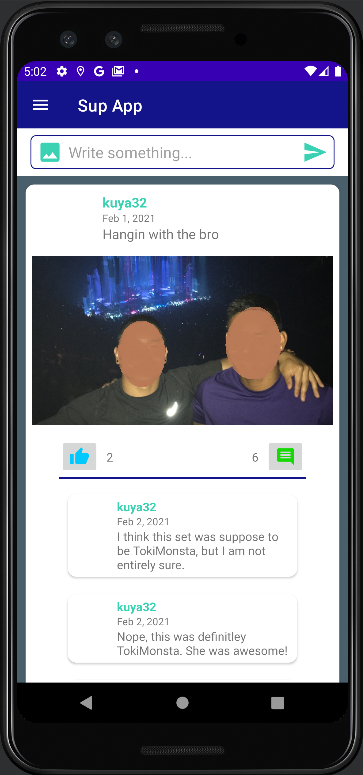 5:02
Sup App
Write something...
kuya32
Feb 1, 2021
Hangin with the bro
2
6
kuya32
Feb 2, 2021
I think this set was suppose to
be TokiMonsta, but I am not
entirely sure.
kuya32
Feb 2, 2021
Nope, this was definitley
TokiMonsta. She was awesome!